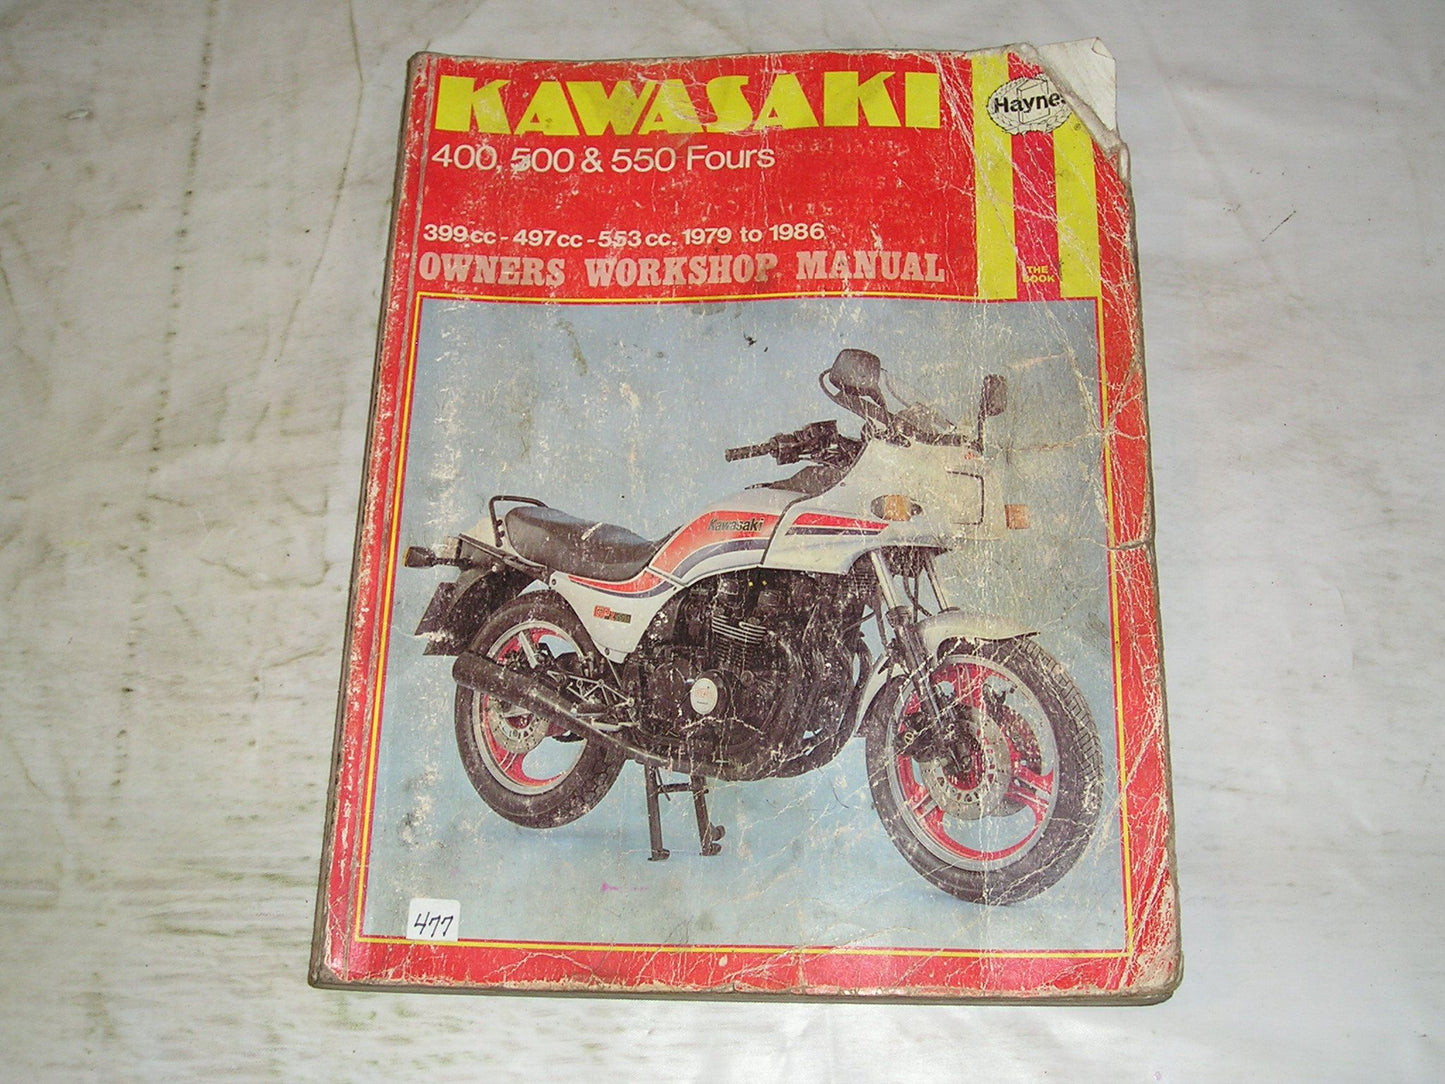 KAWASAKI
Haynes
400, 500 & 550 Fours
399cc - 497cc - 553cc. 1979 to 1986
OWNERS WORKSHOP MANUAL
THE
BOOK
Kawasaki
GPz
477